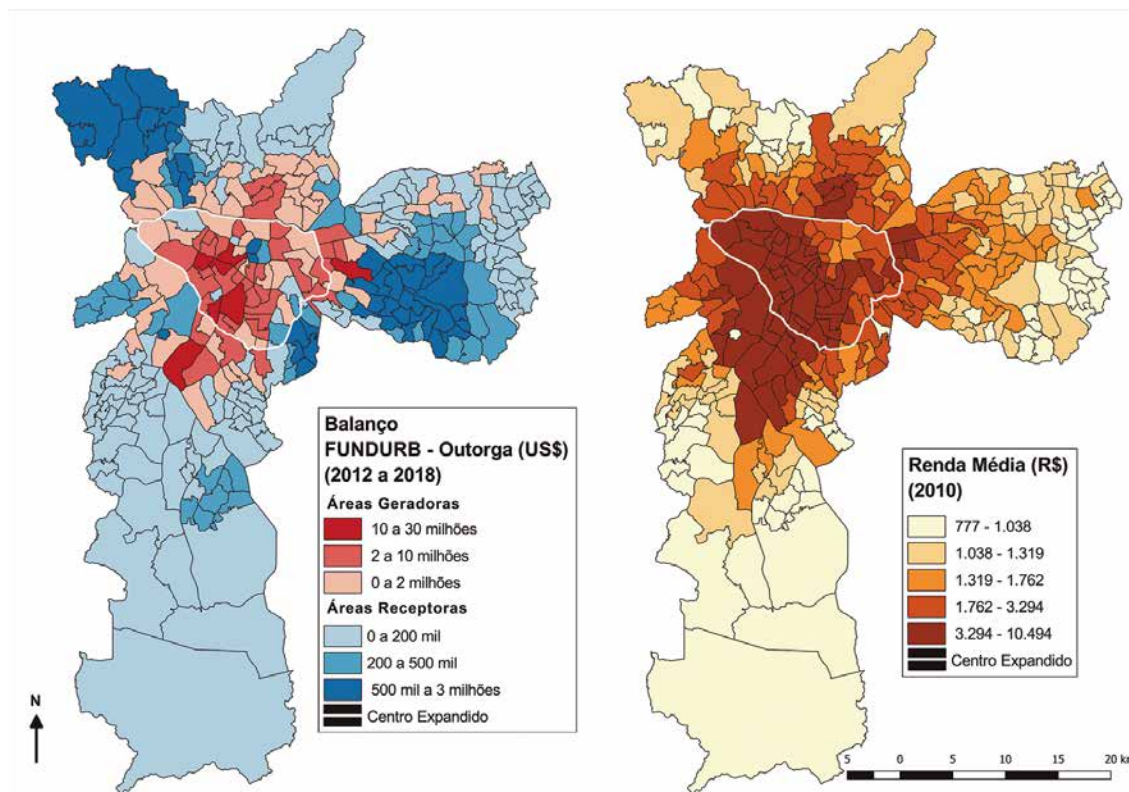 Balanço
FUNDURB - Outorga (US$)
(2012 a 2018)
Áreas Geradoras
10 a 30 milhões
2 a 10 milhões
0 a 2 milhões
Áreas Receptoras
0 a 200 mil
200 a 500 mil
500 mil a 3 milhões
Centro Expandido
N
Renda Média (R$)
(2010)
777 - 1.038
1.038 - 1.319
1.319 - 1.762
1.762 - 3.294
3.294 - 10.494
Centro Expandido
5 0 5 10 15 20 km